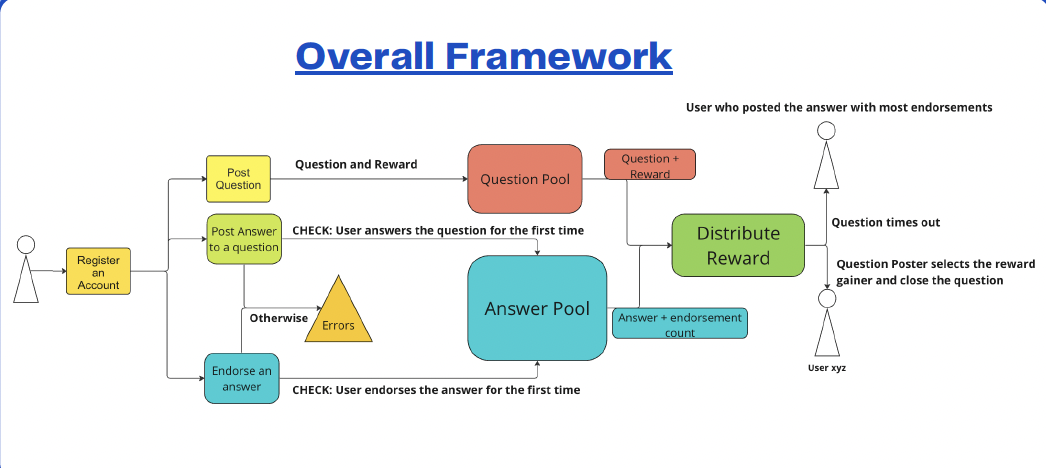 Overall Framework
User who posted the answer with most endorsements
Post
Question
Question and Reward
Question Pool
Question +
Reward
Register
an
Account
Post Answer
to a question
CHECK: User answers the question for the first time
Answer Pool
Distribute
Reward
Question times out
Question Poster selects the reward
gainer and close the question
Otherwise
Errors
Answer + endorsement
count
Endorse an
answer
CHECK: User endorses the answer for the first time
User xyz